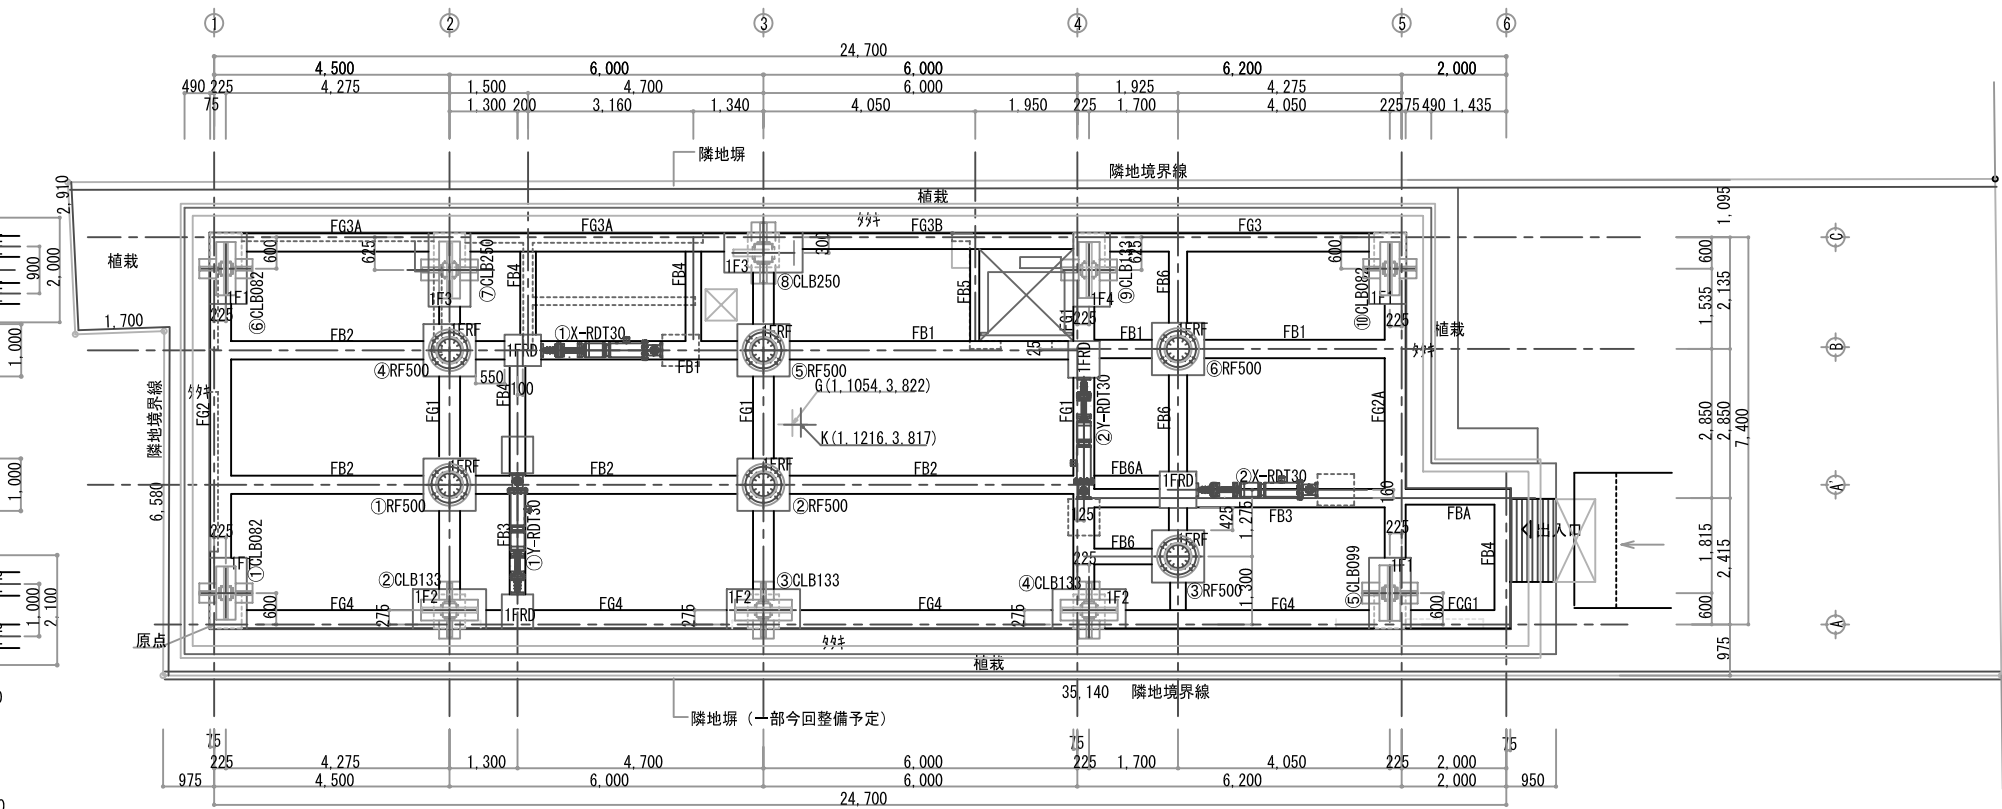 1 2 3 4 5 6
24,700
4,500 6,000 6,000 6,200 2,000
490 225 4,275 1,500 4,700 6,000 1,925 4,275
75 1,300 200 3,160 1,340 4,050 1,950 225 1,700 4,050 225 75 490 1,435
隣地塀
隣地境界線
植栽
タタキ
2,910
1,095
FG3A FG3A FG3B FG3
600 625 300 625 600
C
600
900
2,000
植栽
1F3
⑧CLB250
⑥CLB082
⑦CLB250
⑨CLB133
⑩CLB082
FB4 FB4 FB5 FB6
1F3 1F4
225 225 225
1,535
2,135
1,700
1,000
FB2 1FRF ①X-RDT30 1FRF FB1 FG1 FB1 1FRF FB1
植栽
タタキ
1FRD 25 1FRD
B
FB1
④RF500 ⑤RF500 ⑥RF500
550 100
G(1,1054,3,822)
タタキ
FG2
隣地境界線
FG1 FB4 FG1 FG1 ②Y-RDT30 FB6 FG2A
K(1,1216,3,817)
2,850 2,850
7,400
1,000
FB2 1FRF FB2 1FRF FB2 FB6A ②X-RDT30
1FRD
160
A'
6,580
①RF500 ②RF500
125 425 1,275 FB3 FBA
225
①CLB082
FB3
①Y-RDT30
FB6
225
③RF500
1,300
225
FB4
出入口
1,815
2,415
②CLB133 ③CLB133 ④CLB133 ⑤CLB099
1F1
1,000
2,100
600 FG4 275 1F2 1FRD FG4 275 1F2 FG4 275 1F2 FG4 600 FCG1
600
A
原点
タタキ
植栽
975
35,140 隣地境界線
隣地塀（一部今回整備予定）
75 75 75
225 4,275 1,300 4,700 6,000 225 1,700 4,050 225 2,000
975 4,500 6,000 6,000 6,200 2,000 950
24,700